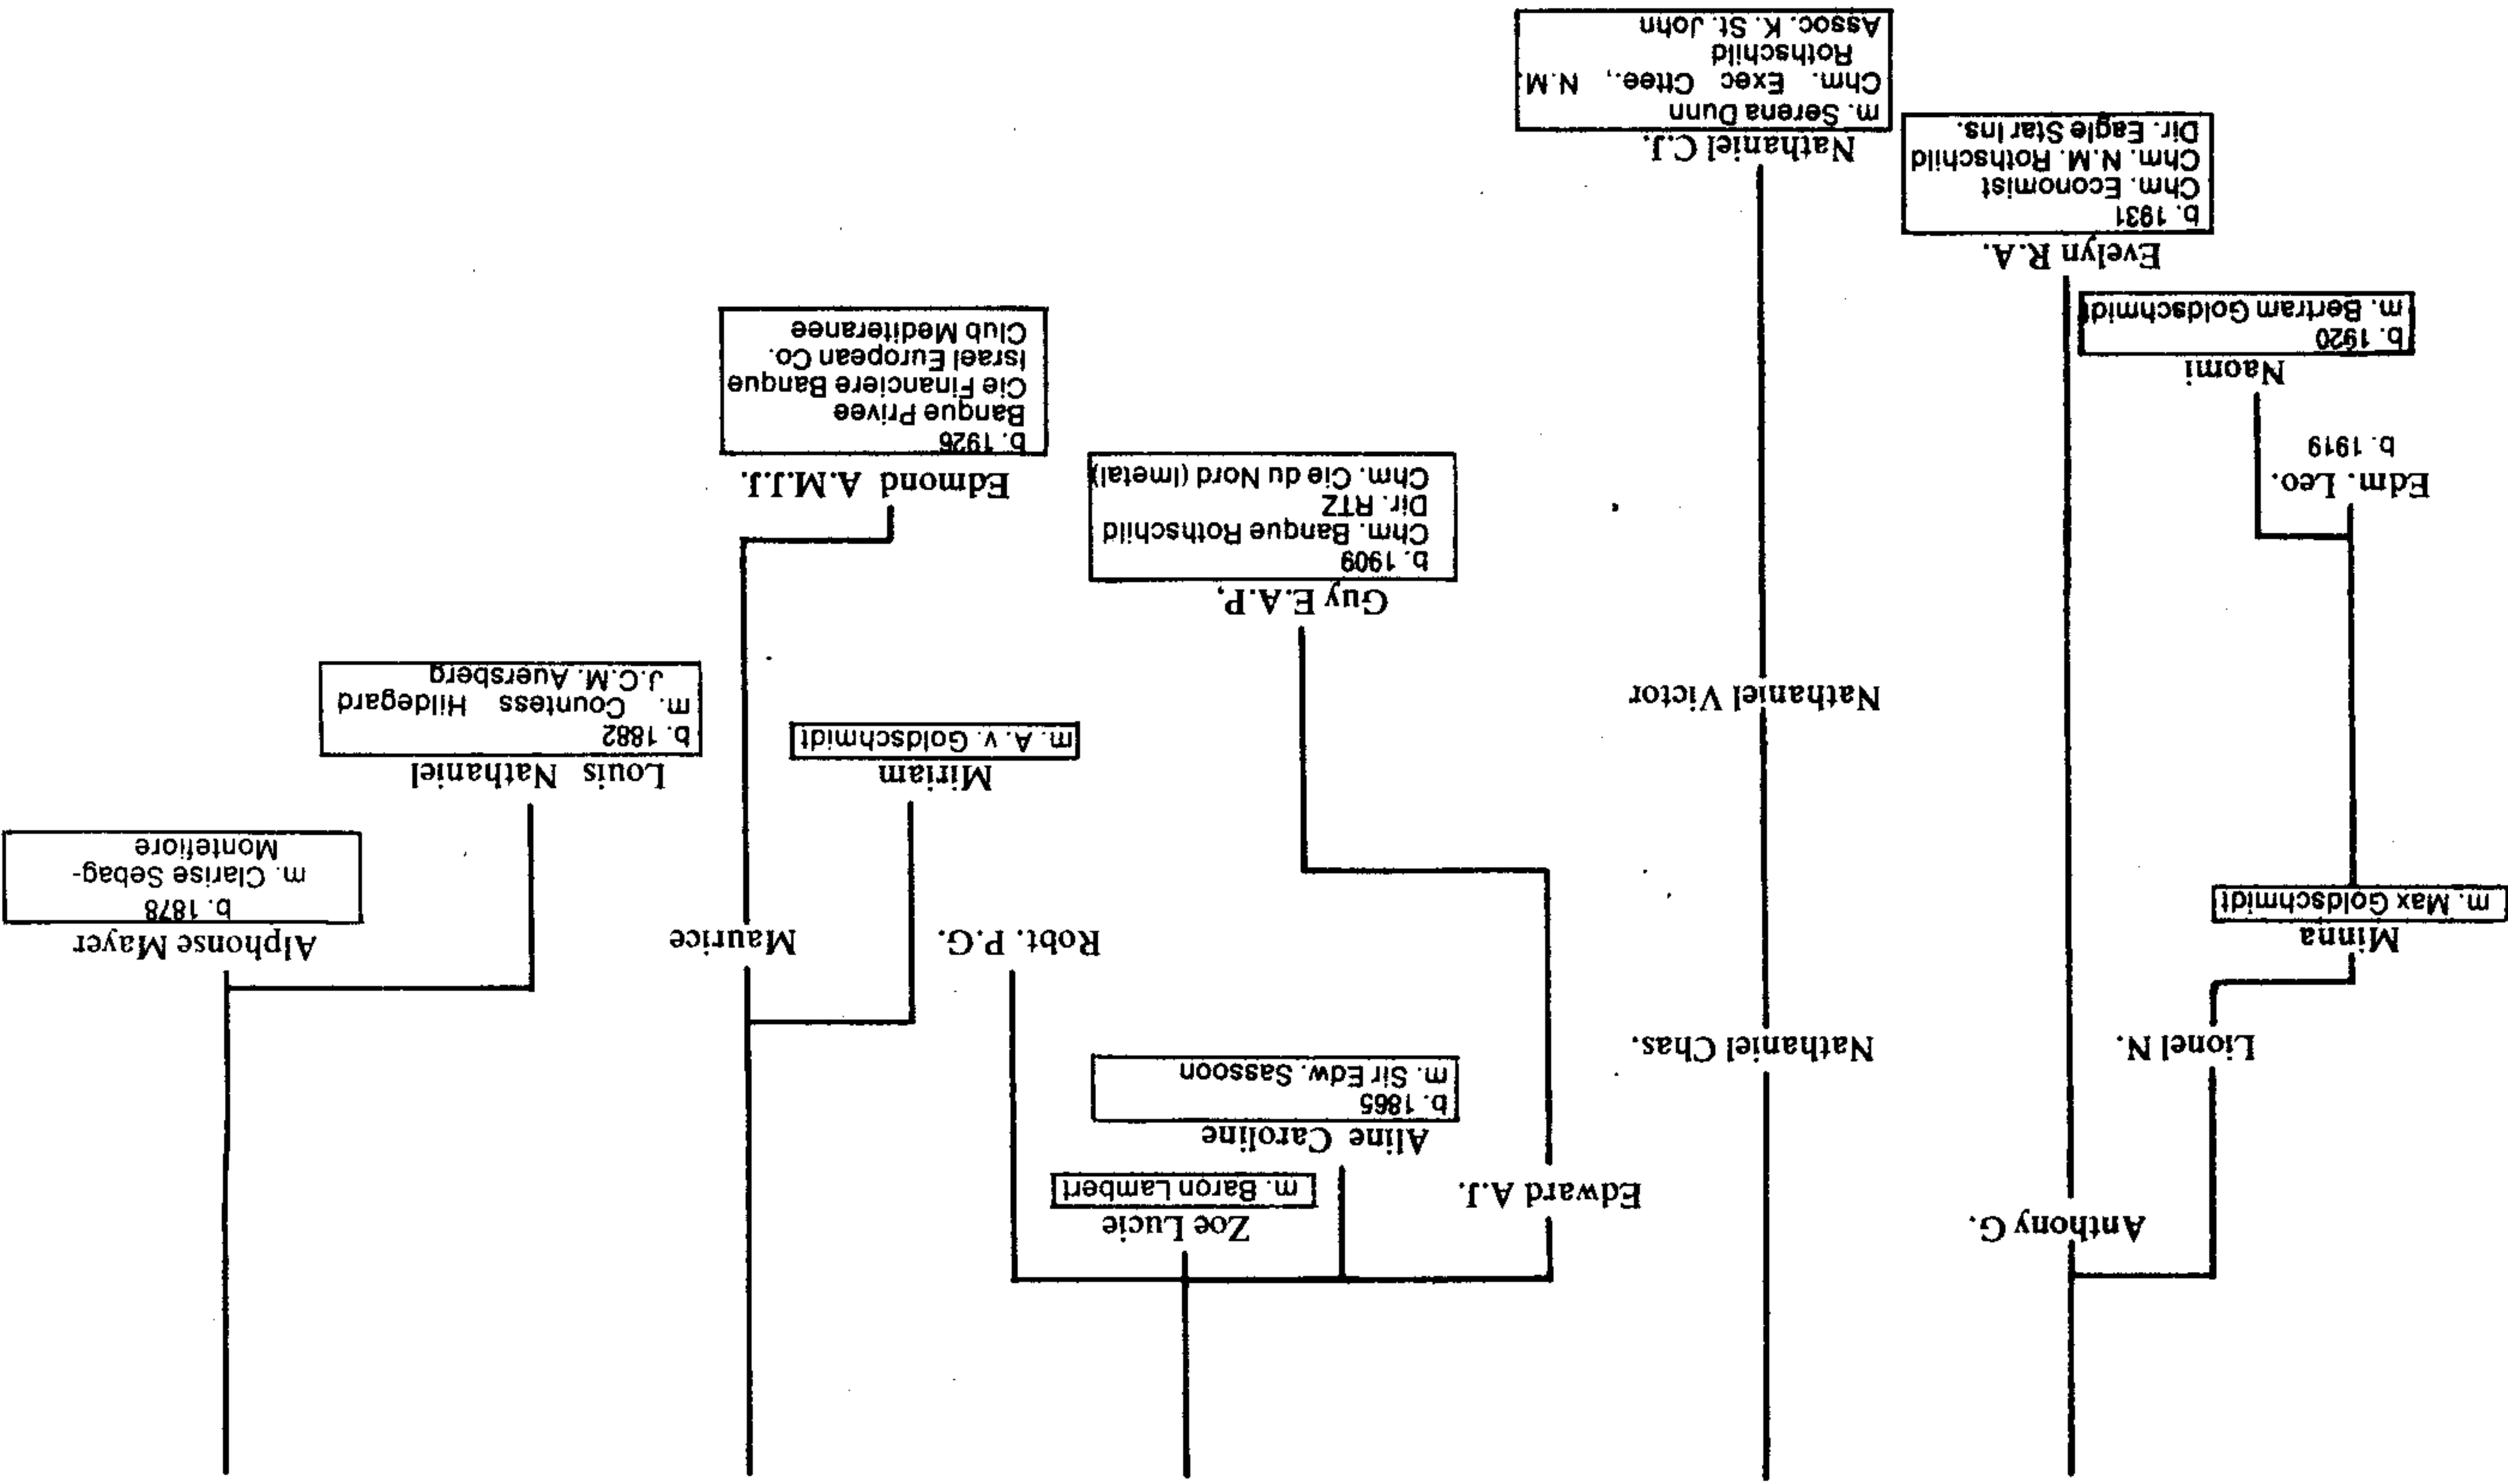 Anthony G.
Lionel N.
Minna
m. Max Goldschmidt
Edm. Leo.
b. 1919
Naomi
b. 1920
m. Bertram Goldschmidt
Evelyn R.A.
b. 1931
Chm. Economist
Chm. N.M. Rothschild
Dir. Eagle Star Ins.
Nathaniel Chas.
Nathaniel Victor
Nathaniel C.J.
m. Serena Dunn
Chm. Exec Cttee., N.M.
Rothschild
Assoc. K. St. John
Edward A.J.
Zoe Lucie
m. Baron Lambert
Aline Caroline
b. 1865
m. Sir Edw. Sassoon
Robt. P.G.
Guy E.A.P.
b. 1909
Chm. Banque Rothschild
Dir. RTZ
Chm. Cie du Nord (Imetal)
Maurice
Miriam
m. A. v. Goldschmidt
Edmond A.M.J.J.
b. 1926
Banque Privee
Cie Financiere Banque
Israel European Co.
Club Mediteranee
Alphonse Mayer
b. 1878
m. Clarise Sebag-
Montefiore
Louis Nathaniel
b. 1882
m. Countess Hildegard
J.C.M. Auersberg